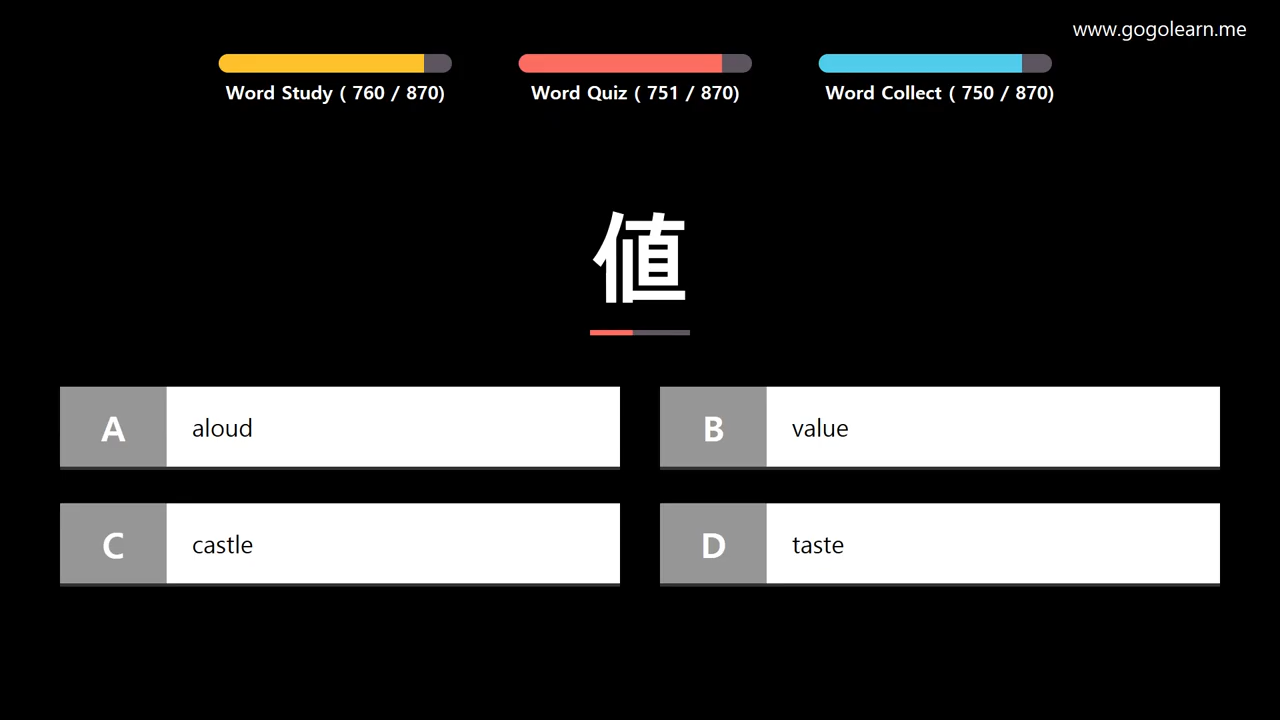 www.gogolearn.me
Word Study ( 760 / 870)
Word Quiz ( 751 / 870)
Word Collect ( 750 / 870)
値
A aloud
B value
C castle
D taste